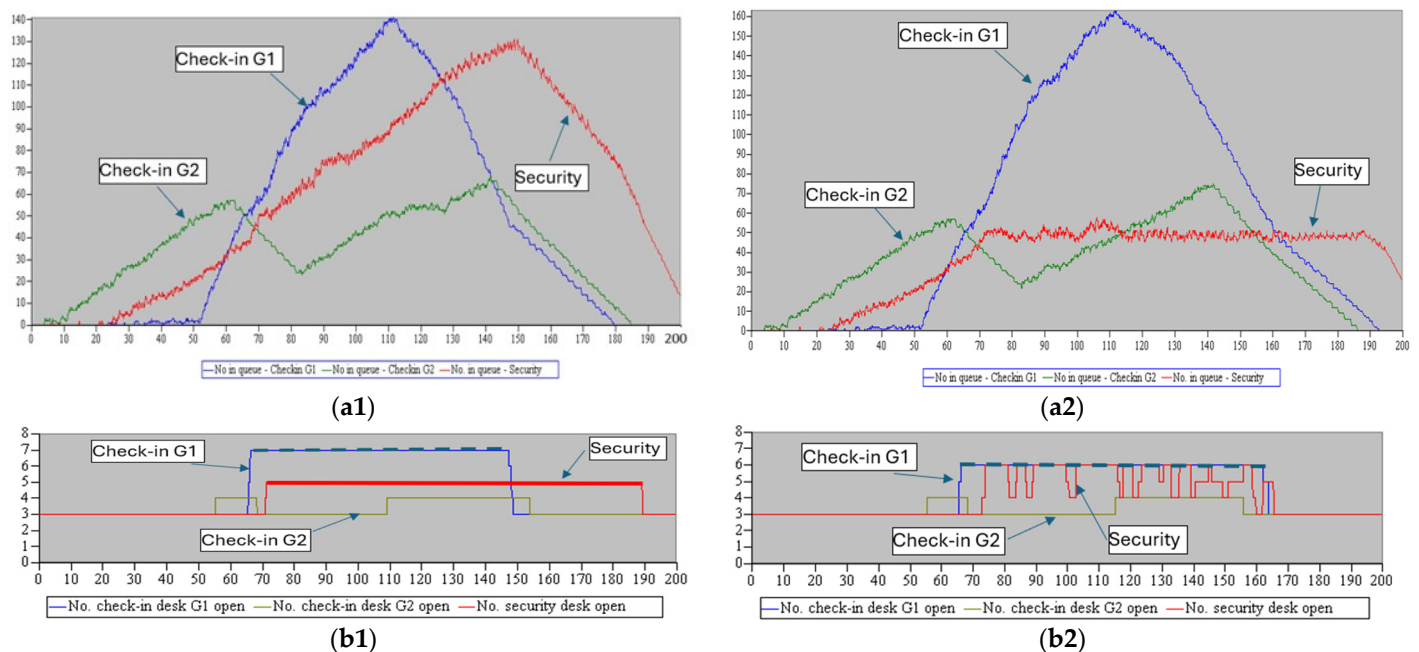 140
130
120
110
100
90
80
70
60
50
40
30
20
10
0
Check-in G1
Check-in G2
Security
0 10 20 30 40 50 60 70 80 90 100 110 120 130 140 150 160 170 180 190 200
No in queue - Checkin G1 No in queue - Checkin G2 No. in queue - Security
(a1)
160
150
140
130
120
110
100
90
80
70
60
50
40
30
20
10
0
Check-in G1
Check-in G2
Security
0 10 20 30 40 50 60 70 80 90 100 110 120 130 140 150 160 170 180 190 200
No in queue - Checkin G1 No in queue - Checkin G2 No. in queue - Security
(a2)
8
7
6
5
4
3
2
1
0
Check-in G1
Security
Check-in G2
0 10 20 30 40 50 60 70 80 90 100 110 120 130 140 150 160 170 180 190 200
No. check-in desk G1 open No. check-in desk G2 open No. security desk open
(b1)
8
7
6
5
4
3
2
1
0
Check-in G1
Check-in G2
Security
0 10 20 30 40 50 60 70 80 90 100 110 120 130 140 150 160 170 180 190 200
No. check-in desk G1 open No. check-in desk G2 open No. security desk open
(b2)